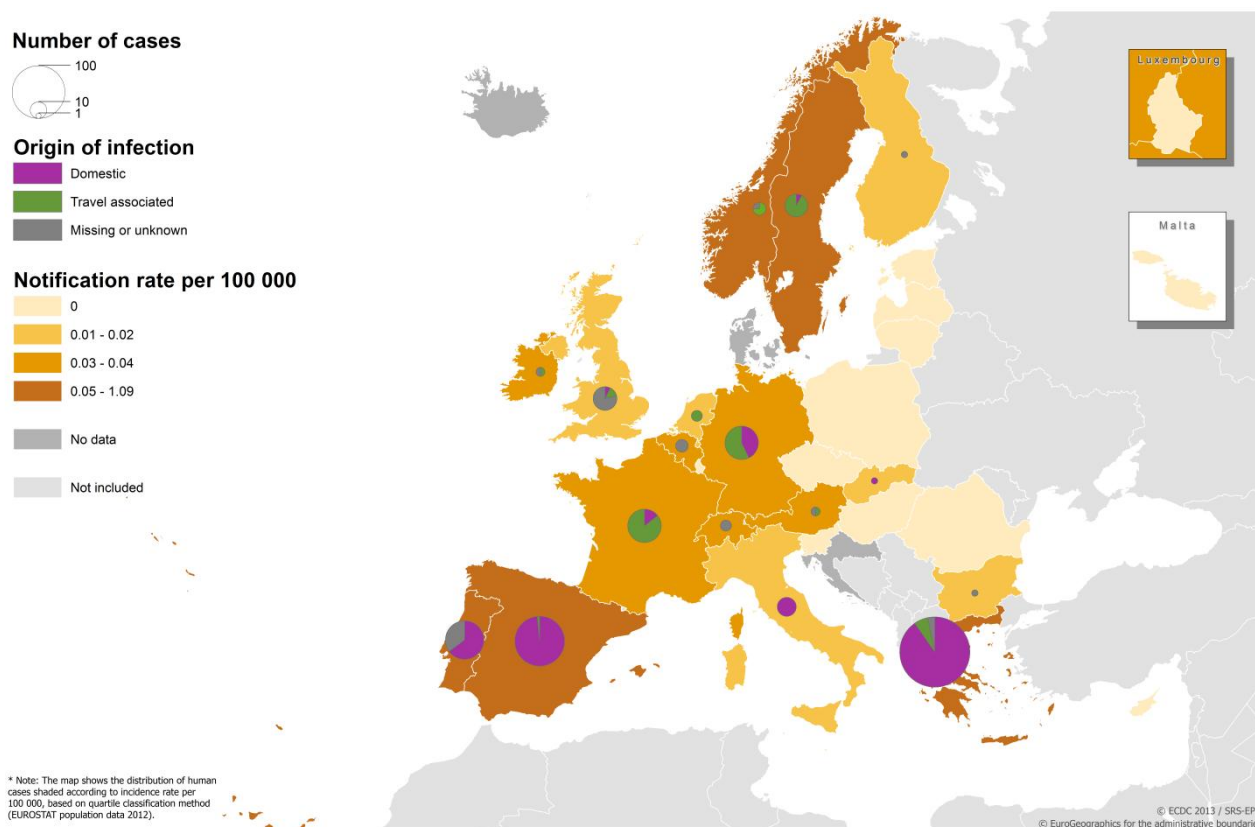 Number of cases
100
10
1
Origin of infection
Domestic
Travel associated
Missing or unknown
Notification rate per 100 000
0
0.01 - 0.02
0.03 - 0.04
0.05 - 1.09
No data
Not included
Luxembourg
Malta
* Note: The map shows the distribution of human
cases shaded according to incidence rate per
100 000, based on quartile classification method
(EUROSTAT population data 2012).
© ECDC 2013 / SRS-EP
© EuroGeographics for the administrative boundari